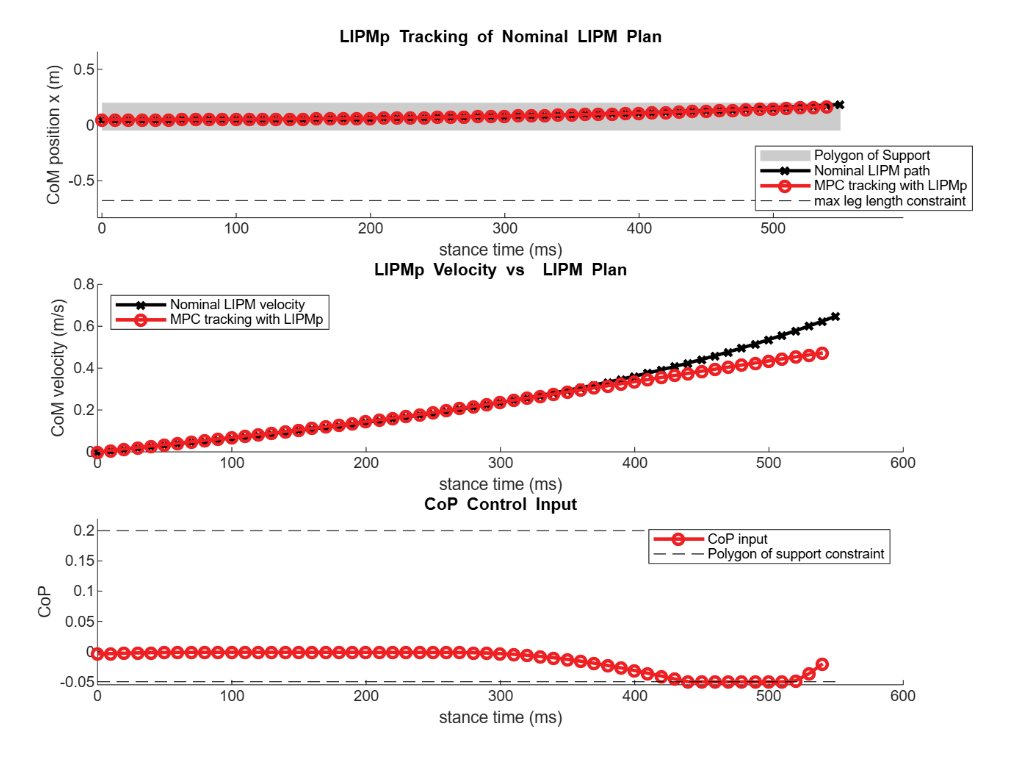 LIPMp Tracking of Nominal LIPM Plan
CoM position x (m)
0.5
0
-0.5
Polygon of Support
Nominal LIPM path
MPC tracking with LIPMp
max leg length constraint
0 100 200 300 400 500
stance time (ms)
LIPMp Velocity vs LIPM Plan
CoM velocity (m/s)
0.8
0.6
0.4
0.2
0
Nominal LIPM velocity
MPC tracking with LIPMp
0 100 200 300 400 500 600
stance time (ms)
CoP Control Input
CoP
0.2
0.15
0.1
0.05
0
-0.05
CoP input
Polygon of support constraint
0 100 200 300 400 500 600
stance time (ms)